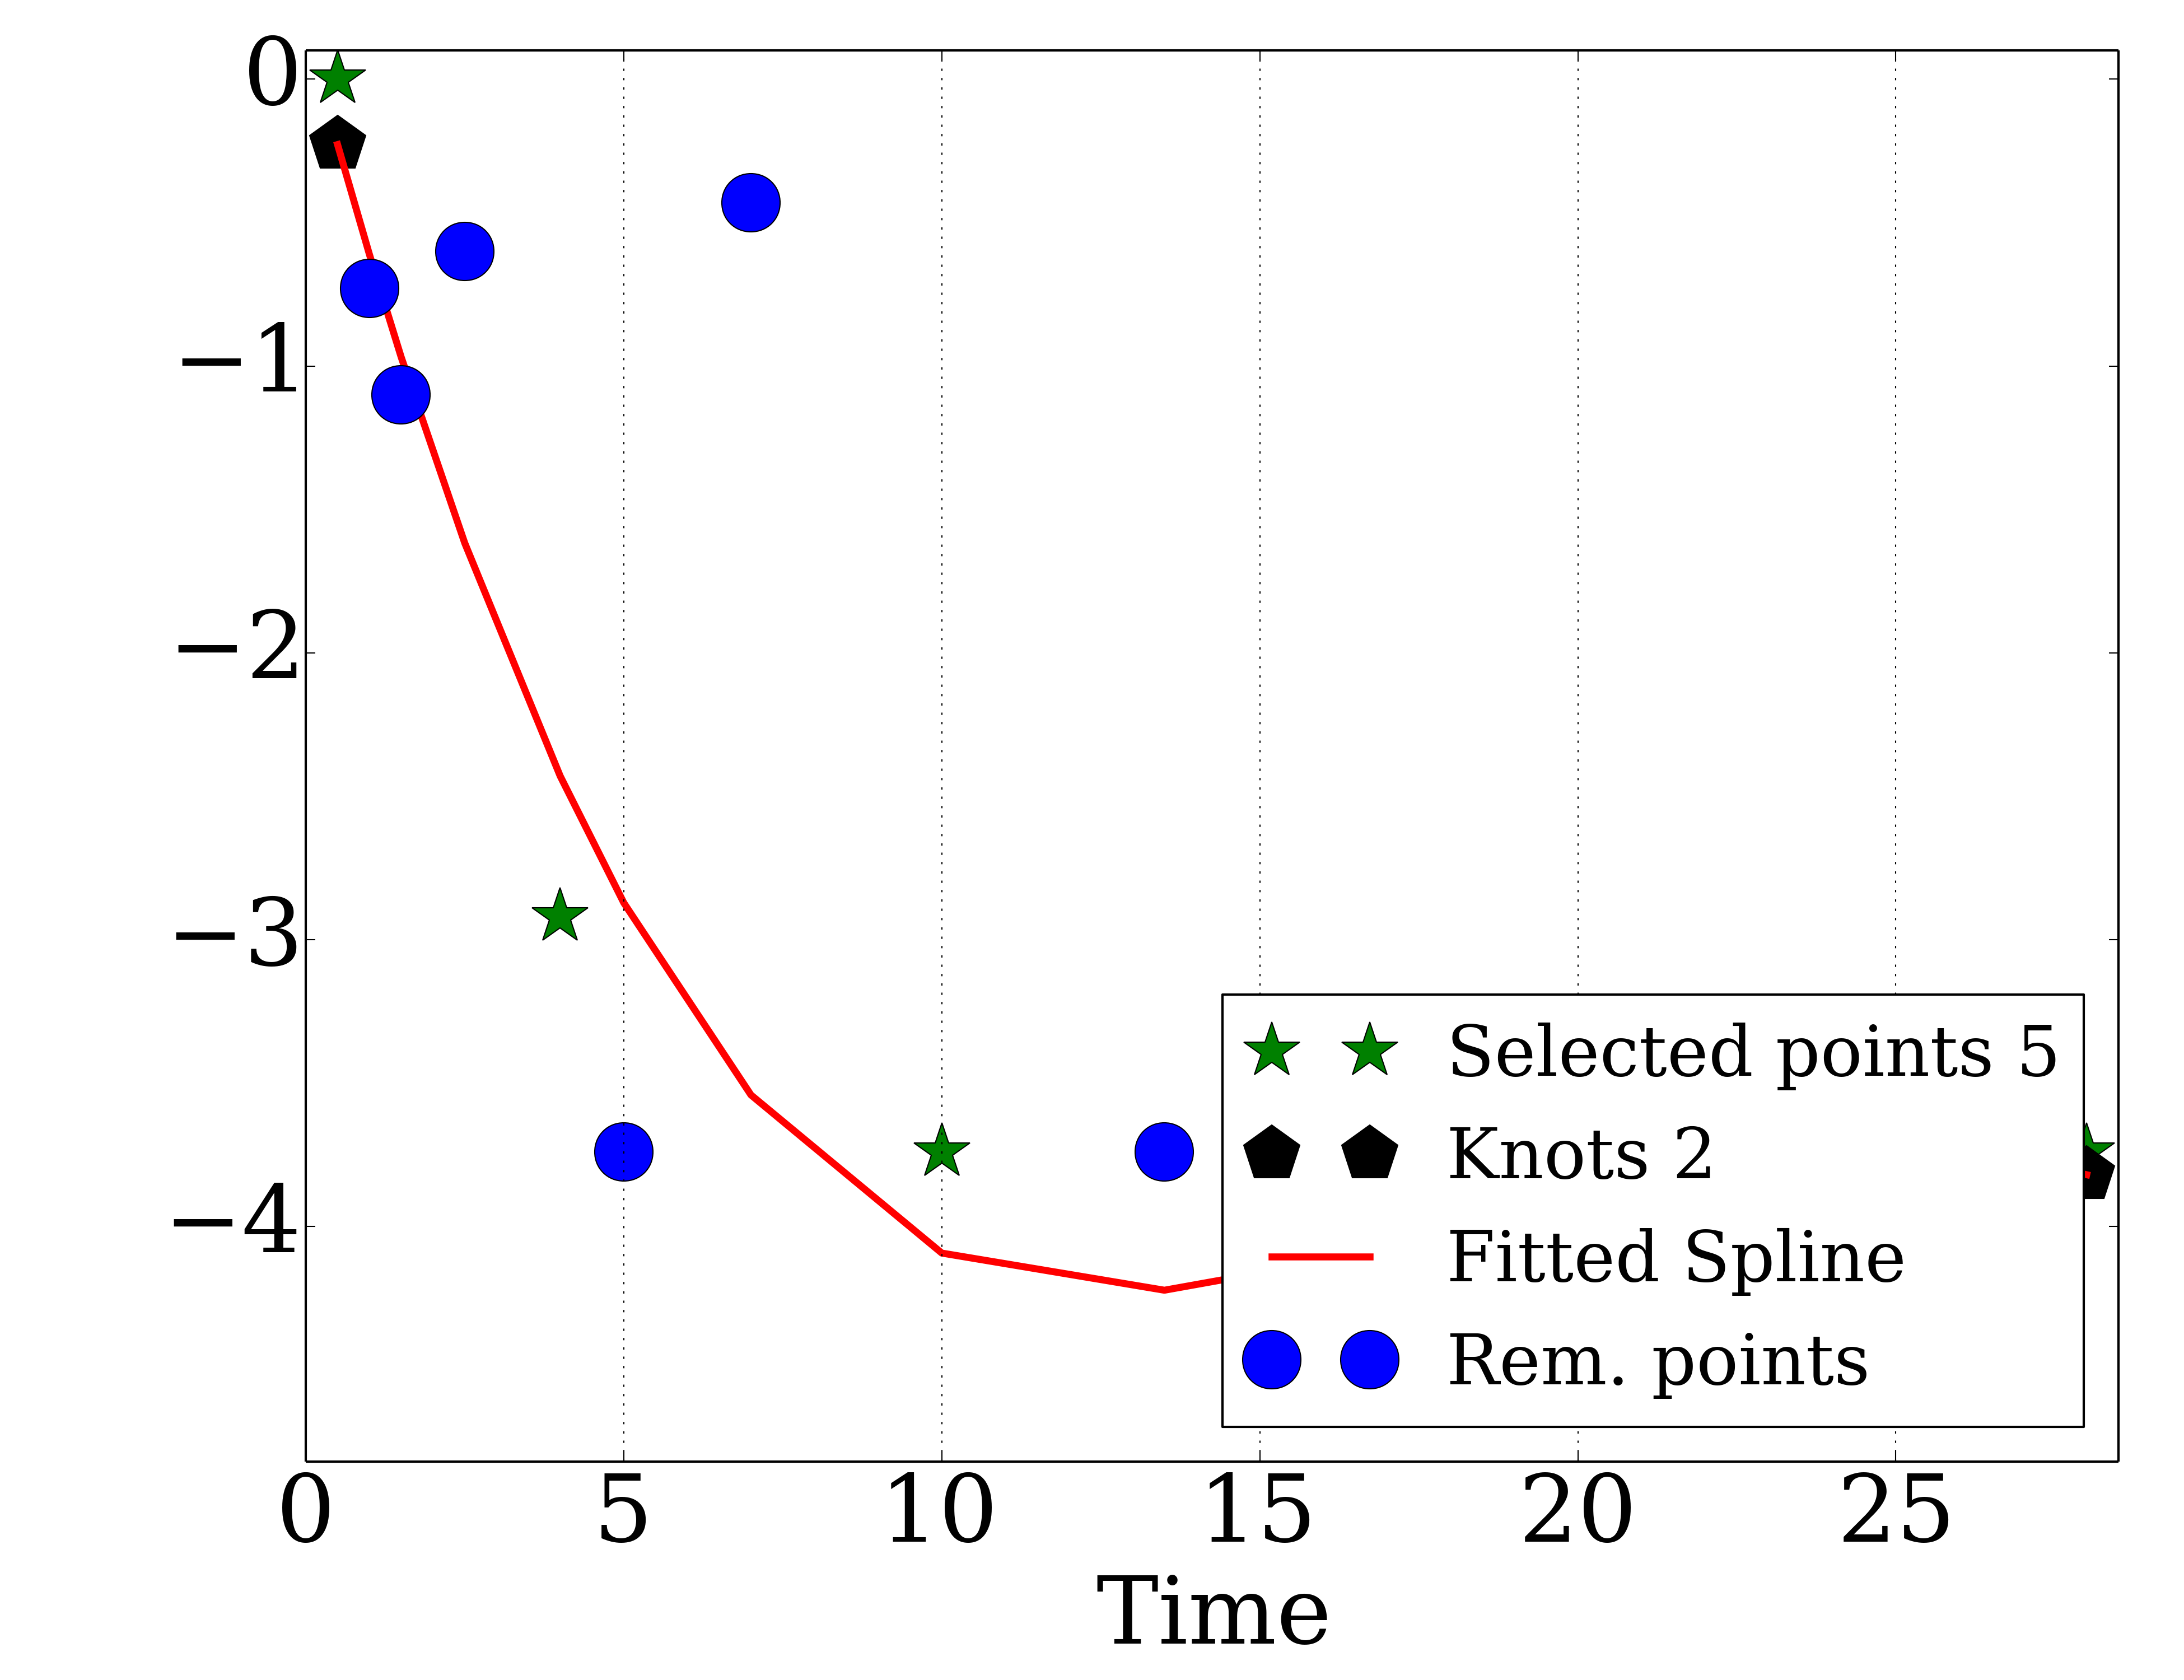 0
−1
−2
−3
−4
Selected points 5
Knots 2
Fitted Spline
Rem. points
0 5 10 15 20 25
Time